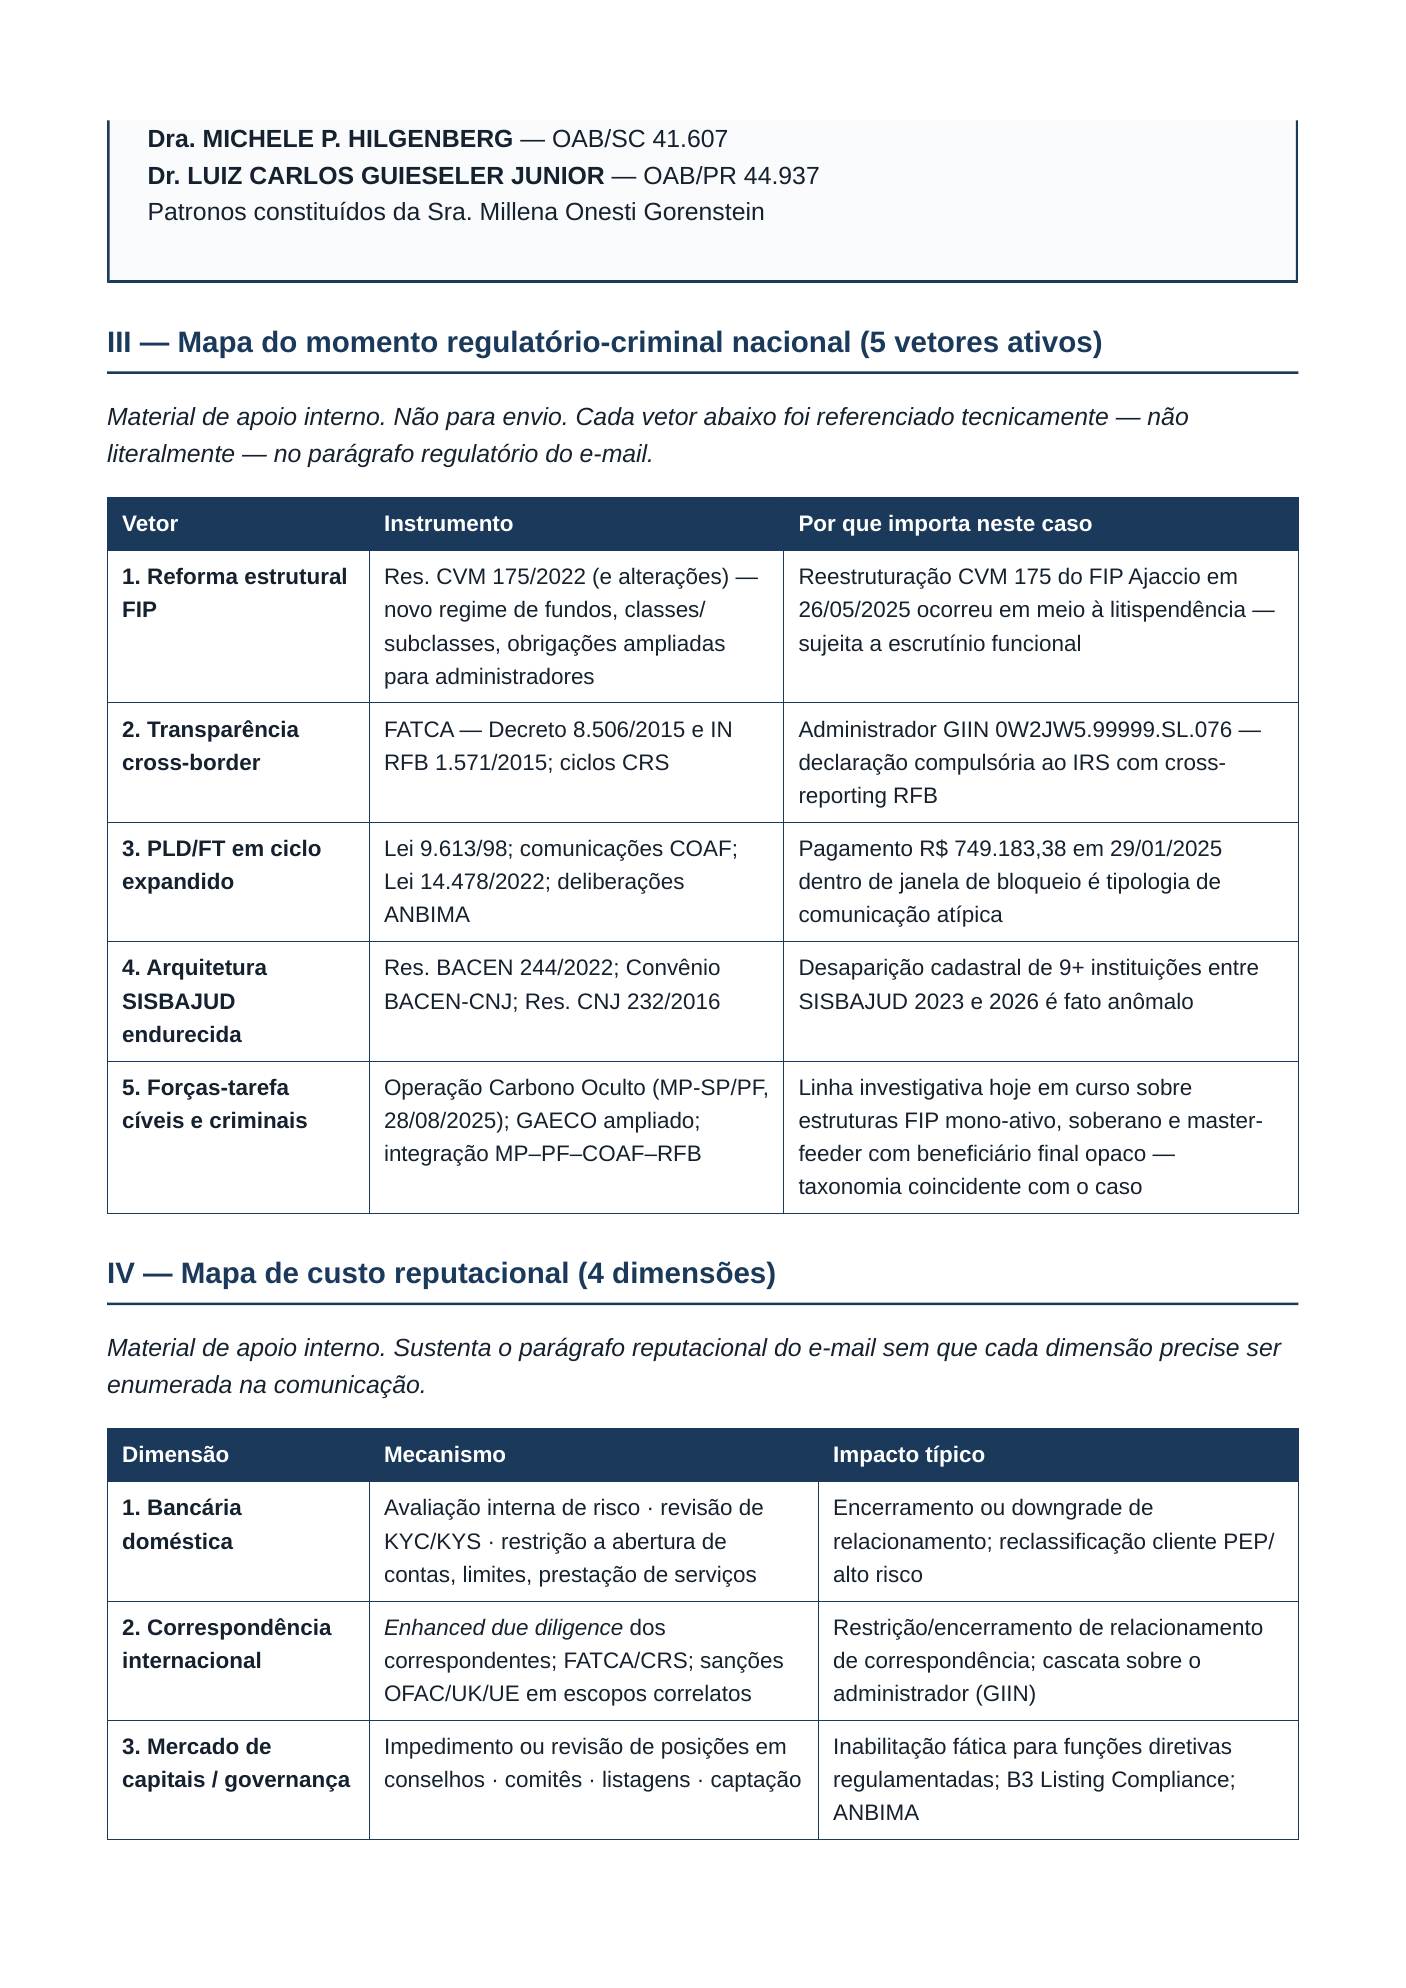 Dra. MICHELE P. HILGENBERG — OAB/SC 41.607
Dr. LUIZ CARLOS GUIESELER JUNIOR — OAB/PR 44.937
Patronos constituídos da Sra. Millena Onesti Gorenstein
III — Mapa do momento regulatório-criminal nacional (5 vetores ativos)
Material de apoio interno. Não para envio. Cada vetor abaixo foi referenciado tecnicamente — não
literalmente — no parágrafo regulatório do e-mail.
Vetor
Instrumento
Por que importa neste caso
1. Reforma estrutural
FIP
Res. CVM 175/2022 (e alterações) —
novo regime de fundos, classes/
subclasses, obrigações ampliadas
para administradores
Reestruturação CVM 175 do FIP Ajaccio em
26/05/2025 ocorreu em meio à litispendência —
sujeita a escrutínio funcional
2. Transparência
cross-border
FATCA — Decreto 8.506/2015 e IN
RFB 1.571/2015; ciclos CRS
Administrador GIIN 0W2JW5.99999.SL.076 —
declaração compulsória ao IRS com cross-
reporting RFB
3. PLD/FT em ciclo
expandido
Lei 9.613/98; comunicações COAF;
Lei 14.478/2022; deliberações
ANBIMA
Pagamento R$ 749.183,38 em 29/01/2025
dentro de janela de bloqueio é tipologia de
comunicação atípica
4. Arquitetura
SISBAJUD
endurecida
Res. BACEN 244/2022; Convênio
BACEN-CNJ; Res. CNJ 232/2016
Desaparição cadastral de 9+ instituições entre
SISBAJUD 2023 e 2026 é fato anômalo
5. Forças-tarefa
cíveis e criminais
Operação Carbono Oculto (MP-SP/PF,
28/08/2025); GAECO ampliado;
integração MP–PF–COAF–RFB
Linha investigativa hoje em curso sobre
estruturas FIP mono-ativo, soberano e master-
feeder com beneficiário final opaco —
taxonomia coincidente com o caso
IV — Mapa de custo reputacional (4 dimensões)
Material de apoio interno. Sustenta o parágrafo reputacional do e-mail sem que cada dimensão precise ser
enumerada na comunicação.
Dimensão
Mecanismo
Impacto típico
1. Bancária
doméstica
Avaliação interna de risco · revisão de
KYC/KYS · restrição a abertura de
contas, limites, prestação de serviços
Encerramento ou downgrade de
relacionamento; reclassificação cliente PEP/
alto risco
2. Correspondência
internacional
Enhanced due diligence dos
correspondentes; FATCA/CRS; sanções
OFAC/UK/UE em escopos correlatos
Restrição/encerramento de relacionamento
de correspondência; cascata sobre o
administrador (GIIN)
3. Mercado de
capitais / governança
Impedimento ou revisão de posições em
conselhos · comitês · listagens · captação
Inabilitação fática para funções diretivas
regulamentadas; B3 Listing Compliance;
ANBIMA